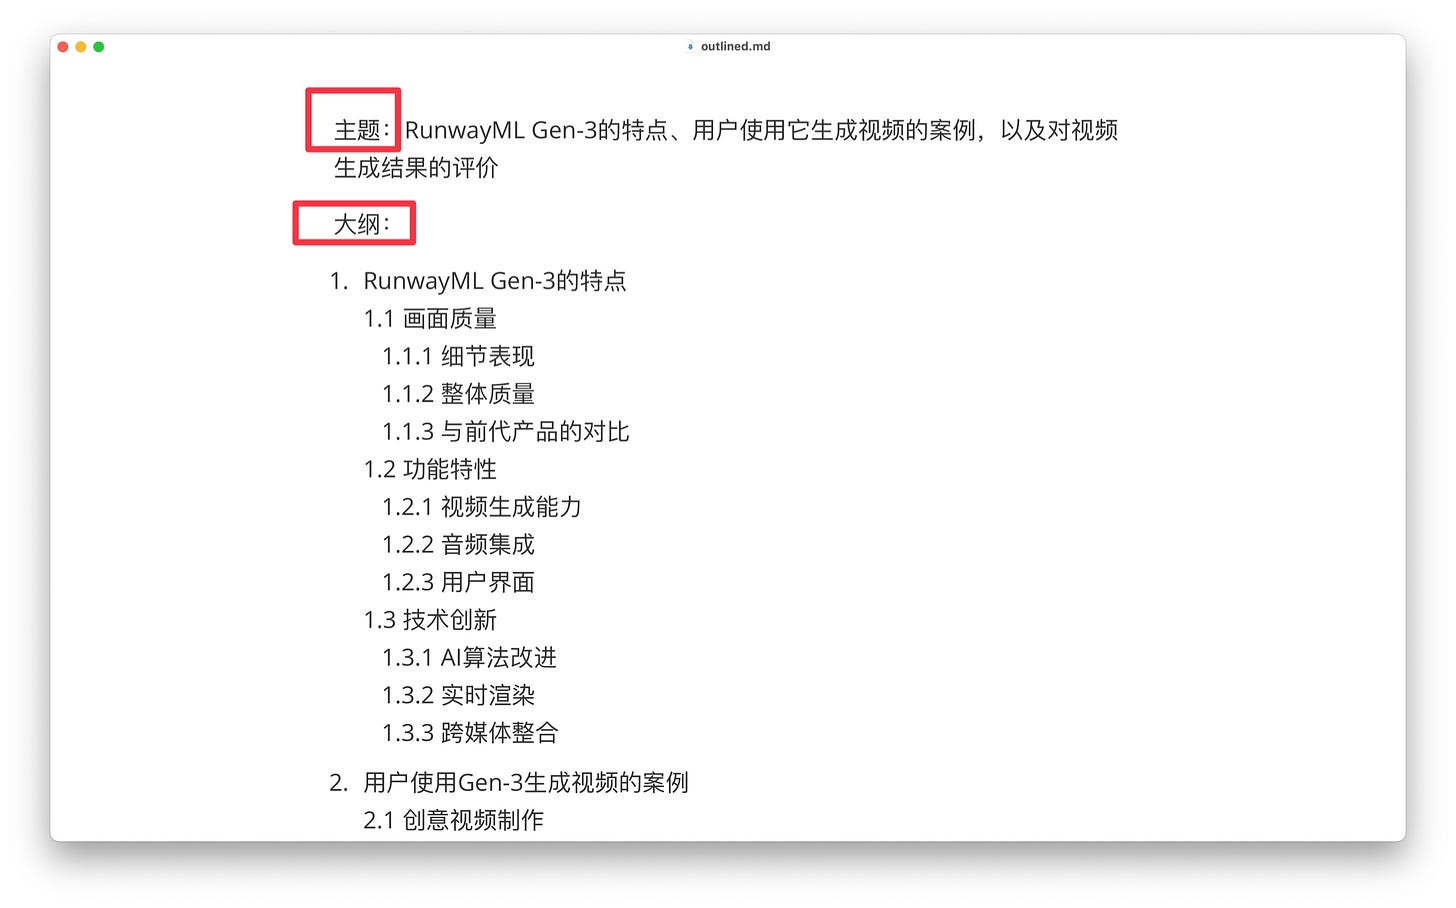 outlined.md
主题：RunwayML Gen-3的特点、用户使用它生成视频的案例，以及对视频
生成结果的评价
大纲：
1. RunwayML Gen-3的特点
1.1 画面质量
1.1.1 细节表现
1.1.2 整体质量
1.1.3 与前代产品的对比
1.2 功能特性
1.2.1 视频生成能力
1.2.2 音频集成
1.2.3 用户界面
1.3 技术创新
1.3.1 AI算法改进
1.3.2 实时渲染
1.3.3 跨媒体整合
2. 用户使用Gen-3生成视频的案例
2.1 创意视频制作